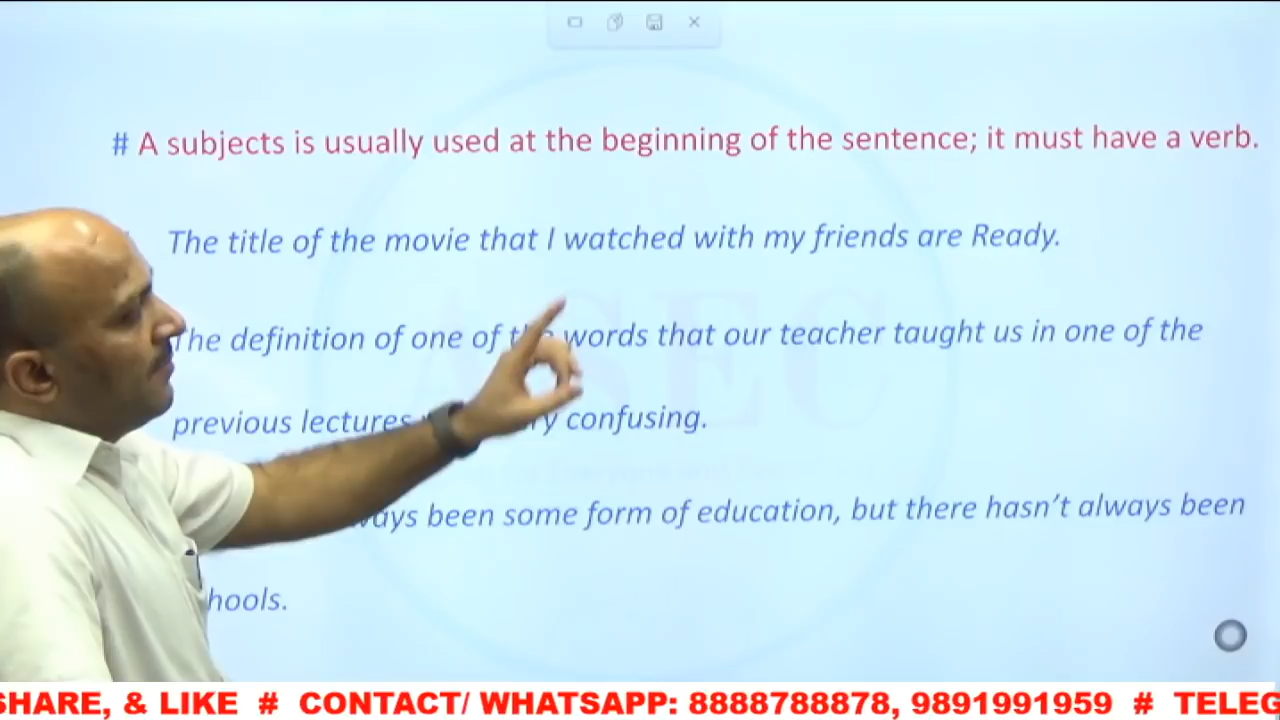 # A subjects is usually used at the beginning of the sentence; it must have a verb.
The title of the movie that I watched with my friends are Ready.
The definition of one of the words that our teacher taught us in one of the
previous lectures confusing.
been some form of education, but there hasn't always been
SHARE, & LIKE # CONTACT/ WHATSAPP: 8888788878, 9891991959 #